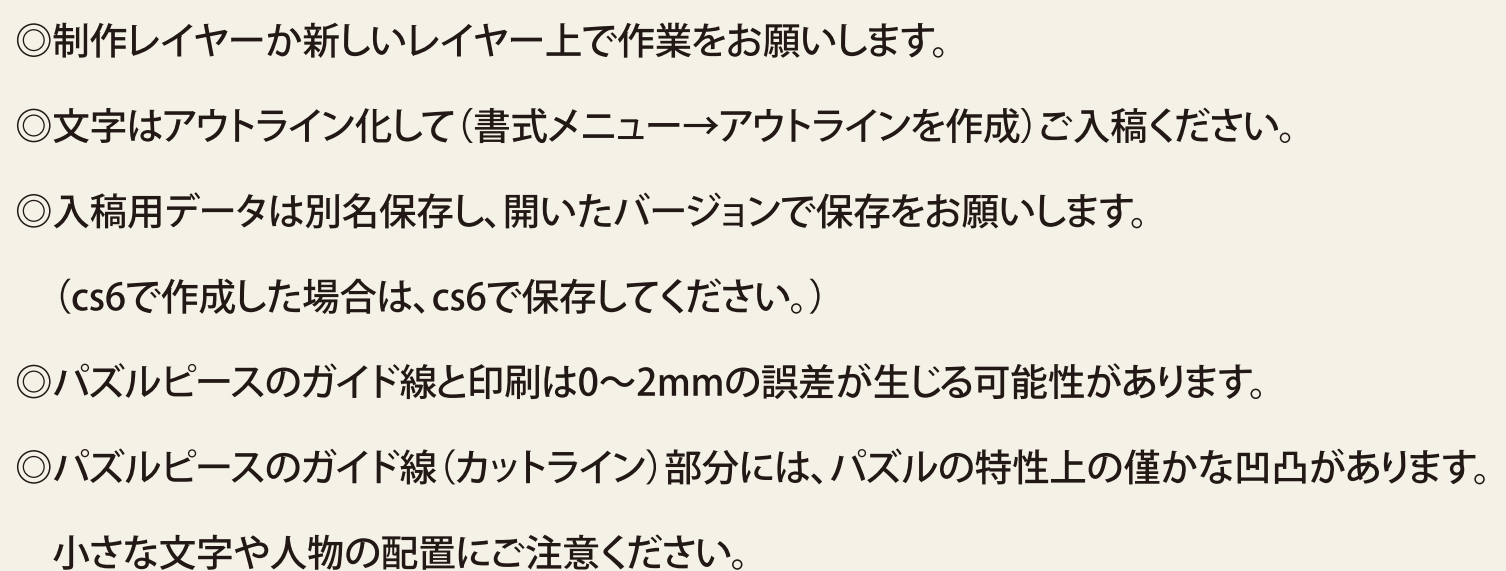 ◎制作レイヤーか新しいレイヤー上で作業をお願いします。
◎文字はアウトライン化して（書式メニュー→アウトラインを作成）ご入稿ください。
◎入稿用データは別名保存し、開いたバージョンで保存をお願いします。
（cs6で作成した場合は、cs6で保存してください。）
◎パズルピースのガイド線と印刷は0～2mmの誤差が生じる可能性があります。
◎パズルピースのガイド線（カットライン）部分には、パズルの特性上の僅かな凹凸があります。
小さな文字や人物の配置にご注意ください。